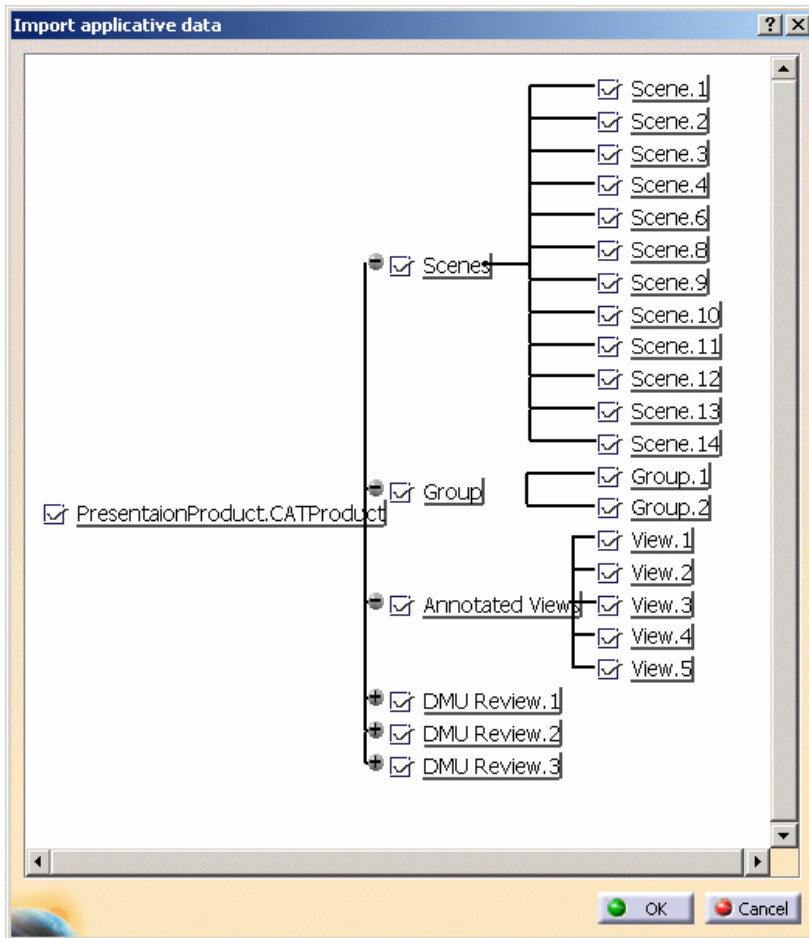 Import applicative data
Scene.1
Scene.2
Scene.3
Scene.4
Scene.6
Scenes
Scene.8
Scene.9
Scene.10
Scene.11
Scene.12
Scene.13
Scene.14
Group
Group.1
Group.2
PresentaionProduct.CATProduct
View.1
View.2
Annotated Views
View.3
View.4
View.5
DMU Review.1
DMU Review.2
DMU Review.3
OK
Cancel